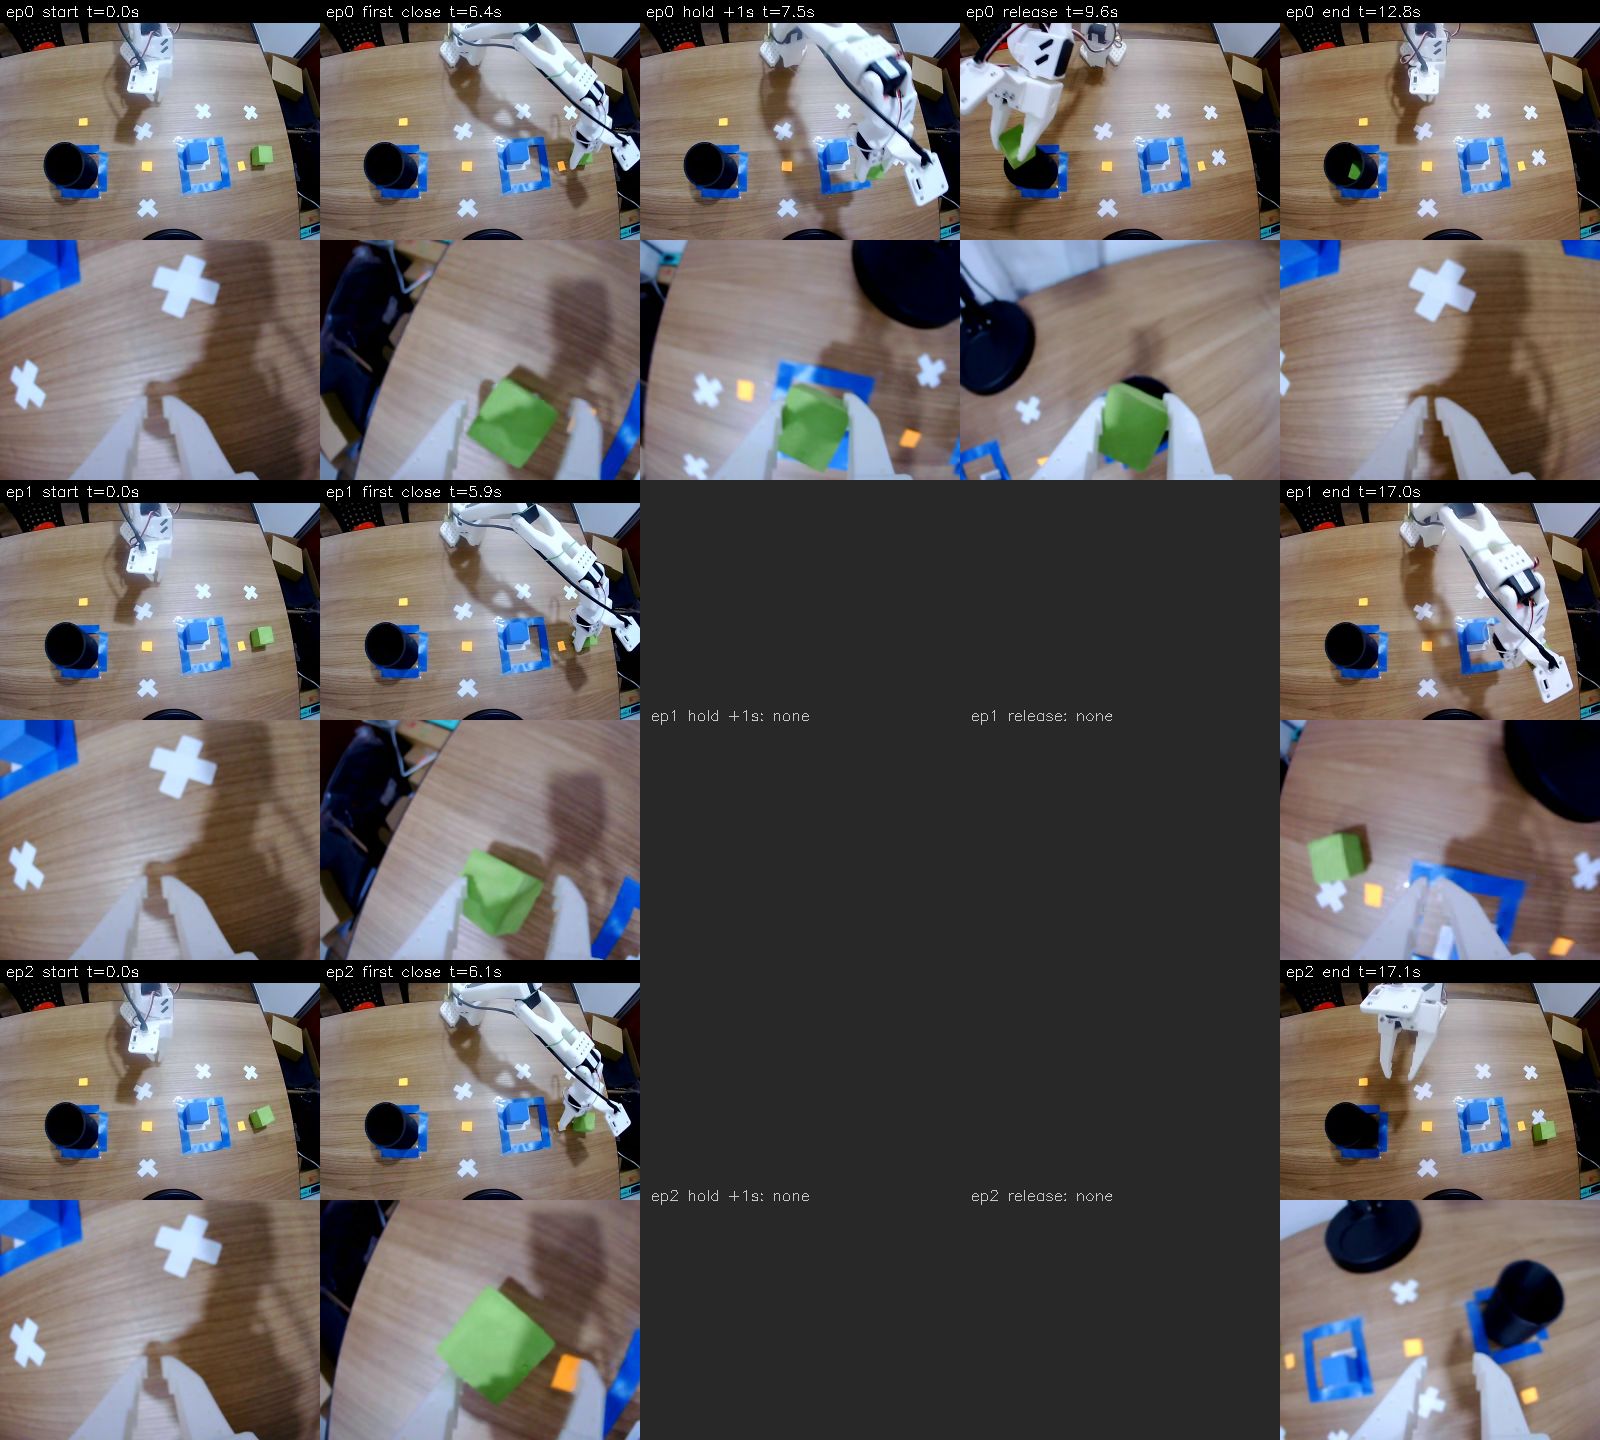 ep0 start t=0.0s
ep0 first close t=6.4s
ep0 hold +1s t=7.5s
ep0 release t=9.6s
ep0 end t=12.8s
ep1 start t=0.0s
ep1 first close t=5.9s
ep1 end t=17.0s
ep1 hold +1s: none
ep1 release: none
ep2 start t=0.0s
ep2 first close t=6.1s
ep2 end t=17.1s
ep2 hold +1s: none
ep2 release: none